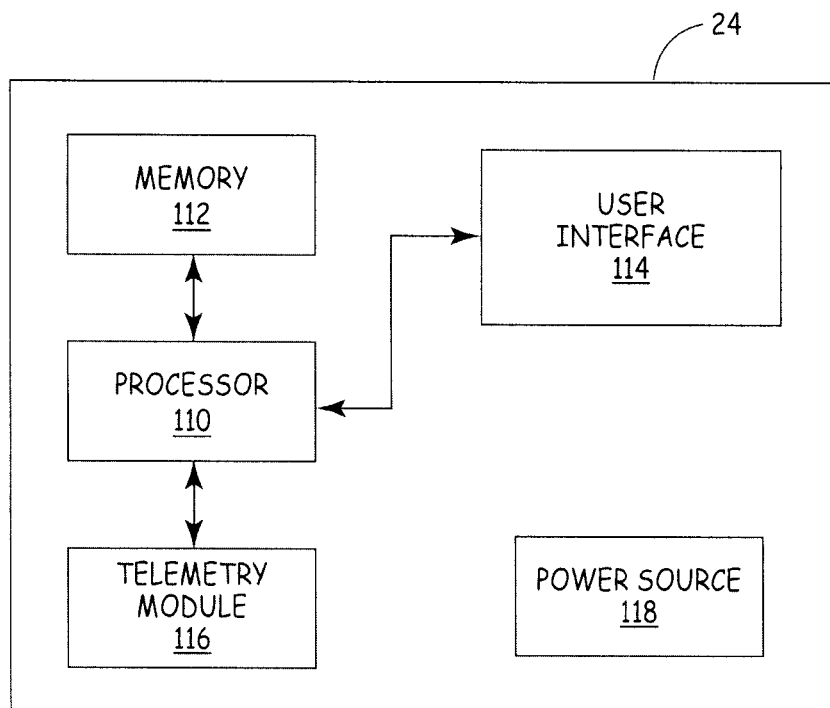 24
MEMORY
112
USER
INTERFACE
114
PROCESSOR
110
TELEMETRY
MODULE
116
POWER SOURCE
118